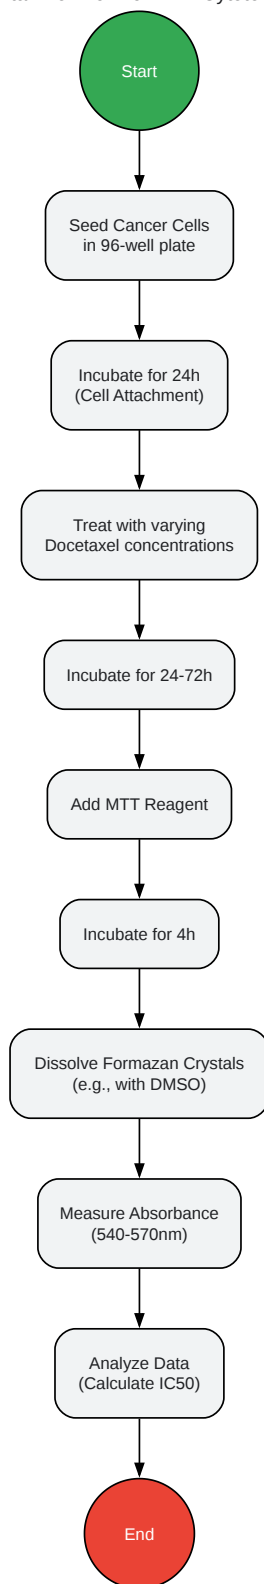 Start
Seed Cancer Cells
in 96-well plate
Incubate for 24h
(Cell Attachment)
Treat with varying
Docetaxel concentrations
Incubate for 24-72h
Add MTT Reagent
Incubate for 4h
Dissolve Formazan Crystals
(e.g., with DMSO)
Measure Absorbance
(540-570nm)
Analyze Data
(Calculate IC50)
End